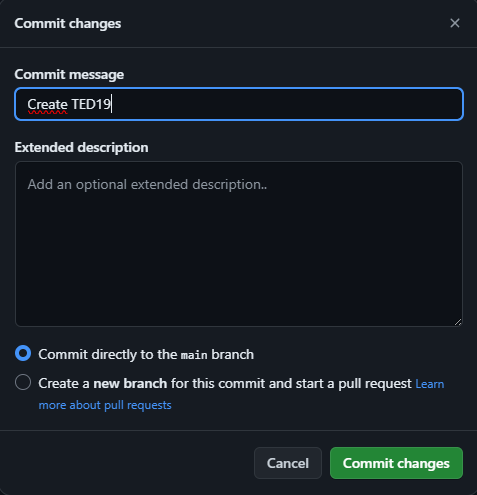 Commit changes
Commit message
Create TED19
Extended description
Add an optional extended description..
Commit directly to the main branch
Create a new branch for this commit and start a pull request Learn
more about pull requests
Cancel
Commit changes